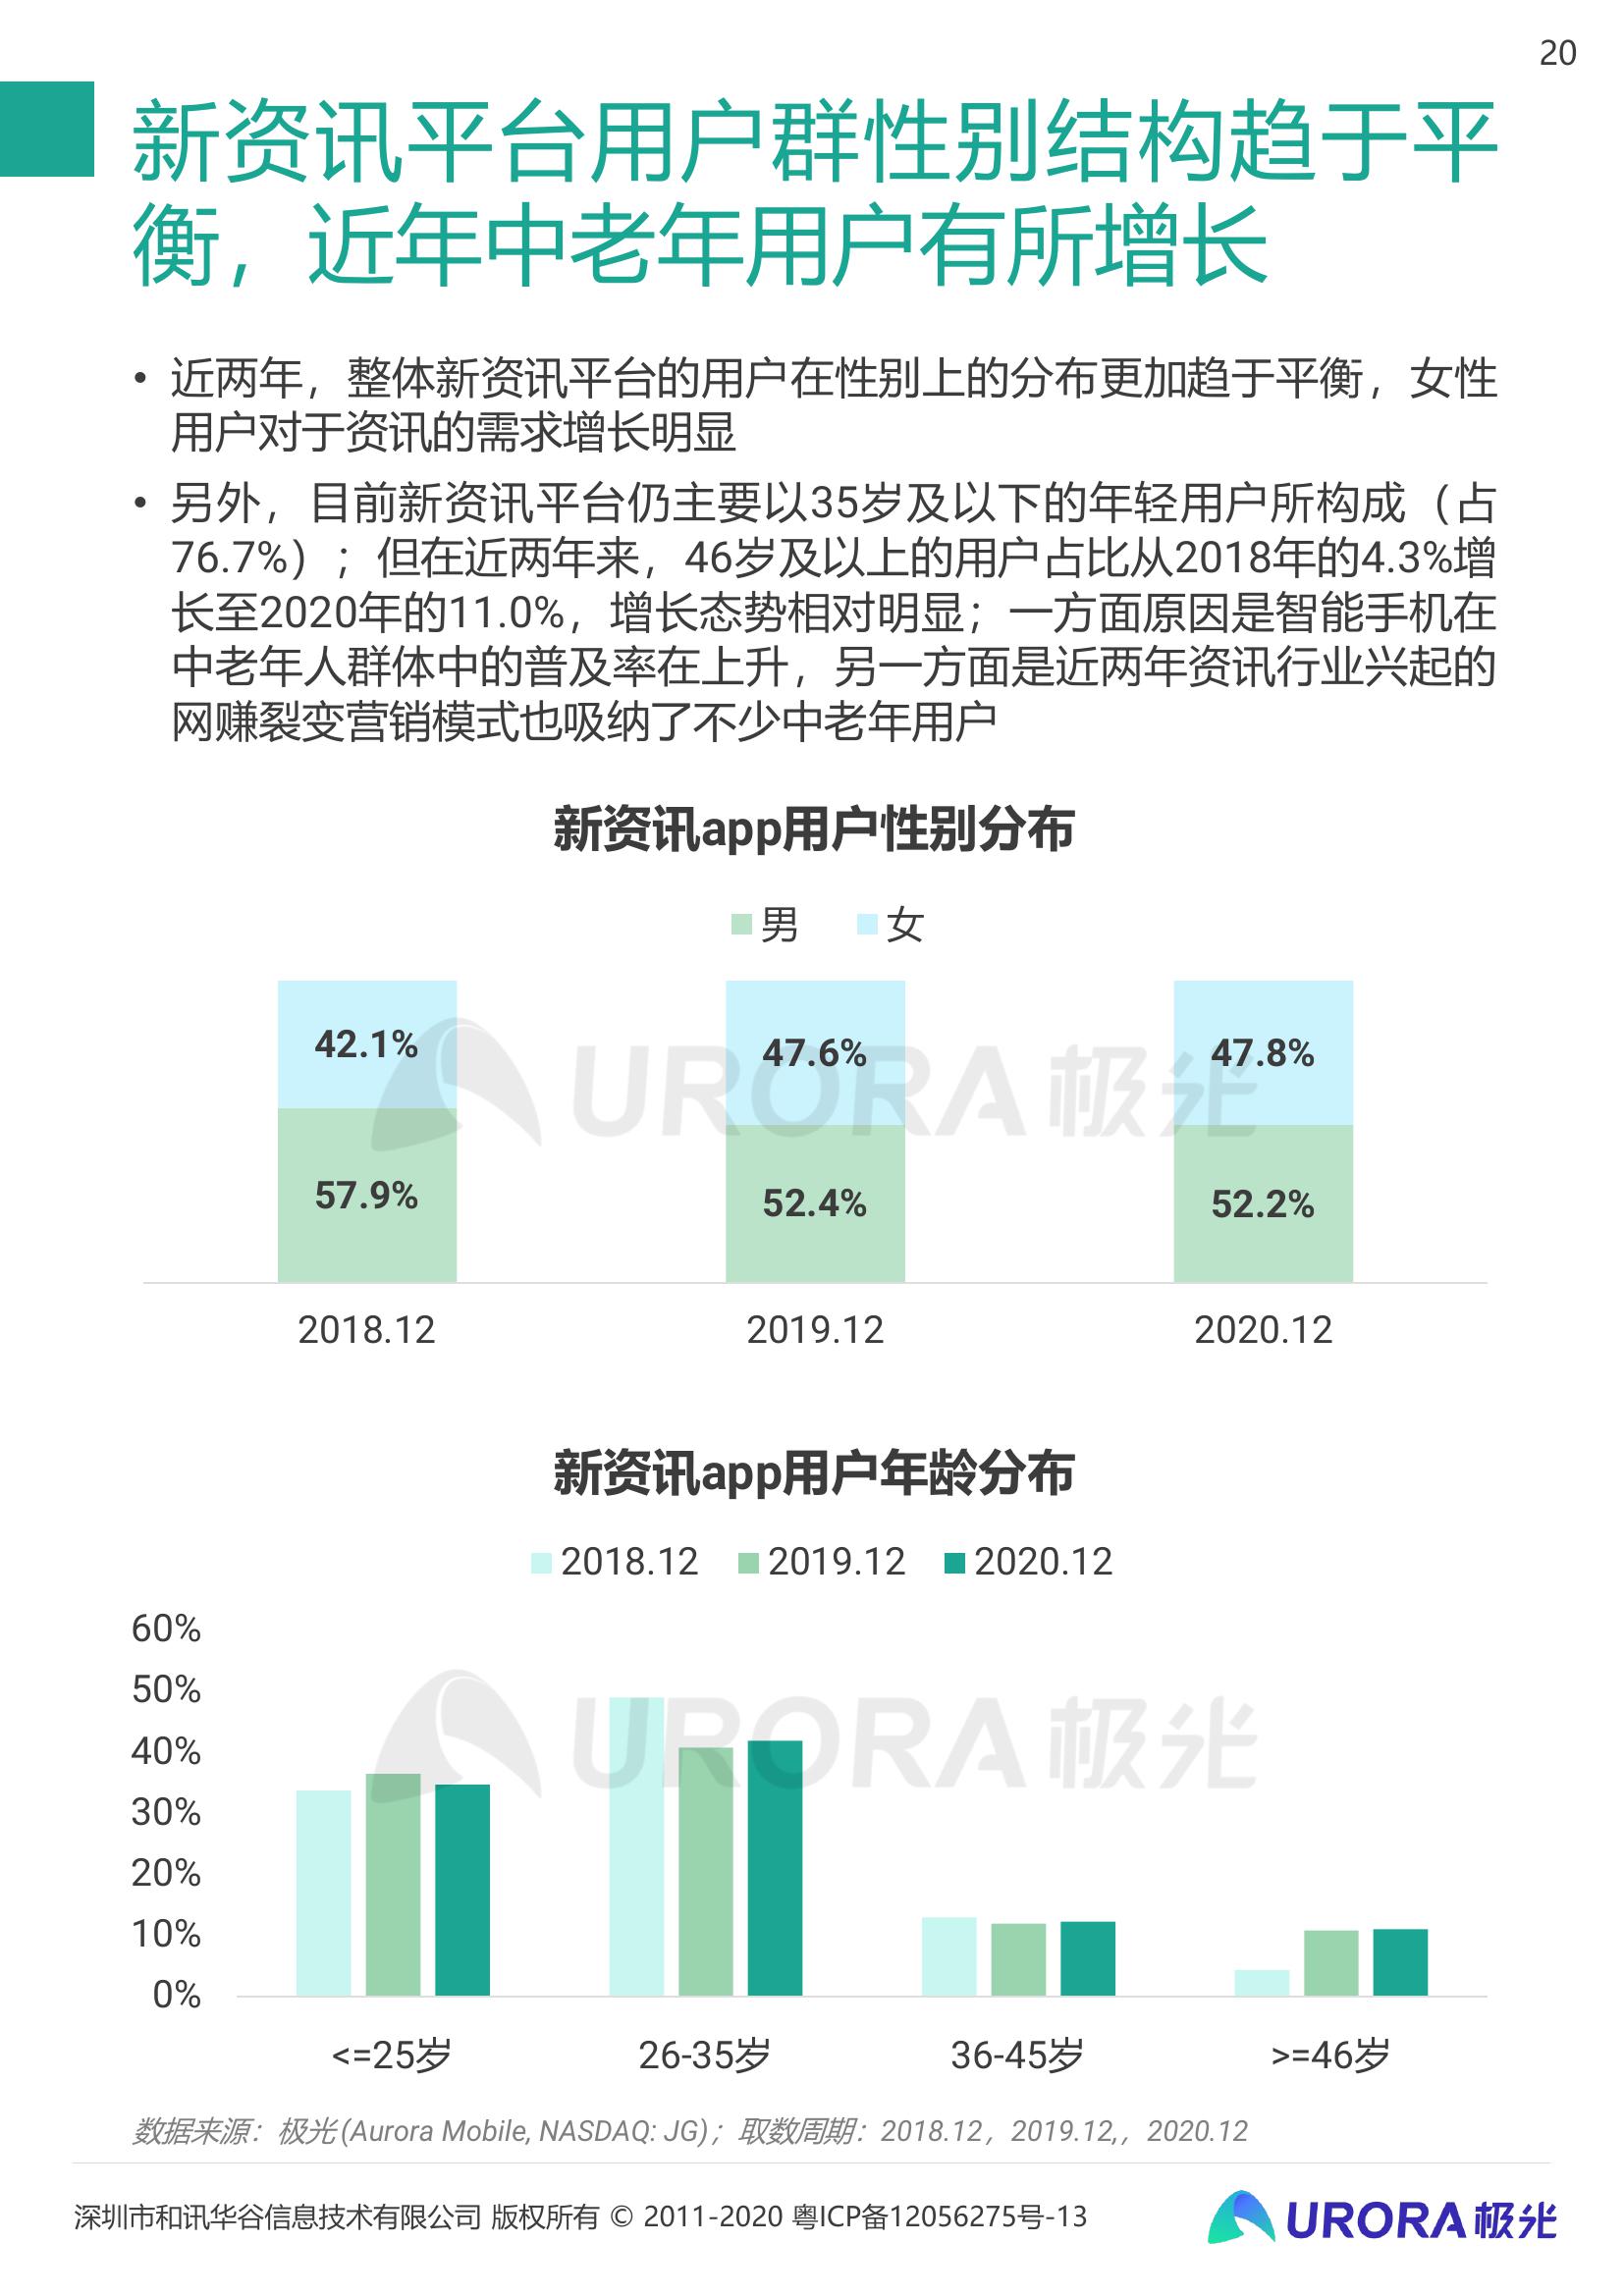 20
新资讯平台用户群性别结构趋于平
衡，近年中老年用户有所增长
• 近两年，整体新资讯平台的用户在性别上的分布更加趋于平衡，女性
用户对于资讯的需求增长明显
• 另外，目前新资讯平台仍主要以35岁及以下的年轻用户所构成（占
76.7%）；但在近两年来，46岁及以上的用户占比从2018年的4.3%增
长至2020年的11.0%，增长态势相对明显；一方面原因是智能手机在
中老年人群体中的普及率在上升，另一方面是近两年资讯行业兴起的
网赚裂变营销模式也吸纳了不少中老年用户
新资讯app用户性别分布
男 女
42.1% 47.6% 47.8%
URORA极光
57.9% 52.4% 52.2%
2018.12 2019.12 2020.12
新资讯app用户年龄分布
2018.12 2019.12 2020.12
60%
50%
URORA极光
40%
30%
20%
10%
0%
<=25岁 26-35岁 36-45岁 >=46岁
数据来源：极光 (Aurora Mobile, NASDAQ: JG)；取数周期：2018.12，2019.12,，2020.12
深圳市和讯华谷信息技术有限公司 版权所有 © 2011-2020 粤ICP备12056275号-13
URORA极光